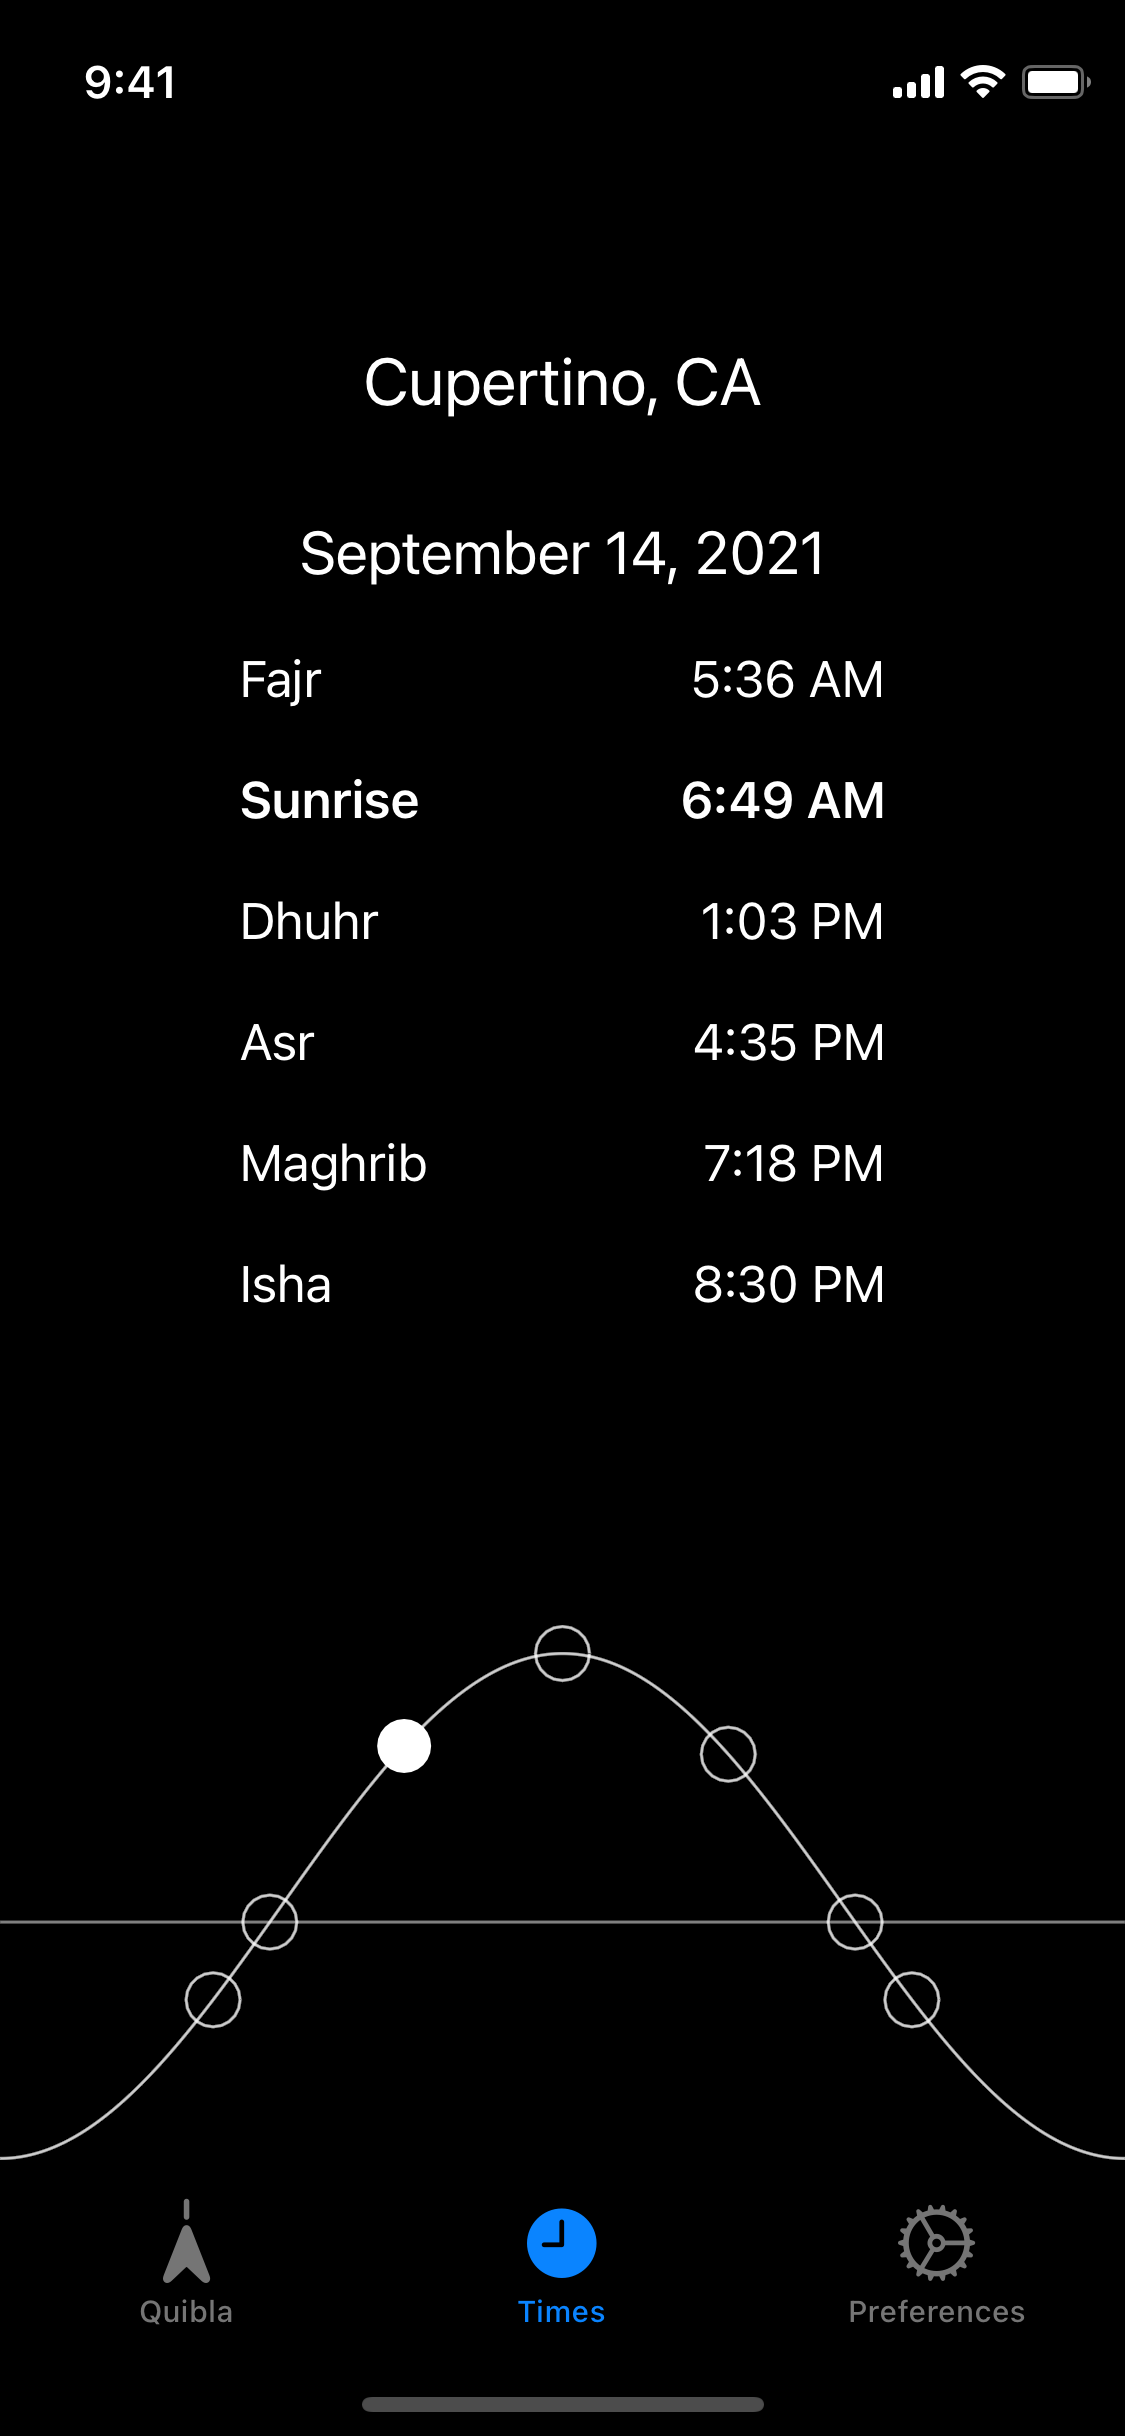 9:41
Cupertino, CA
September 14, 2021
Fajr 5:36 AM
Sunrise 6:49 AM
Dhuhr 1:03 PM
Asr 4:35 PM
Maghrib 7:18 PM
Isha 8:30 PM
Quibla Times Preferences